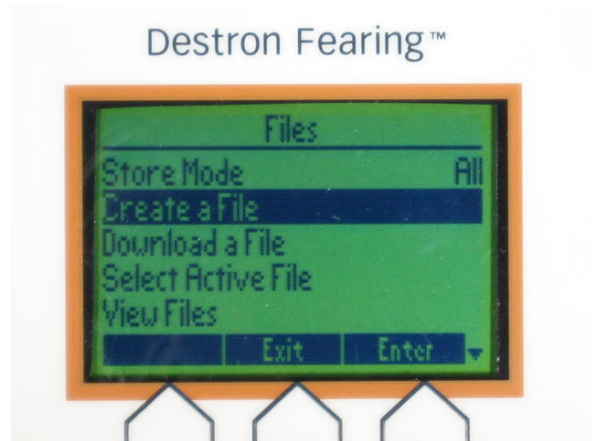 Destron Fearing™
Files
Store Mode All
Create a File
Download a File
Select Active File
View Files
Exit Enter